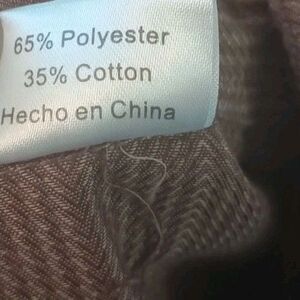 65% Polyester
35% Cotton
Hecho en China